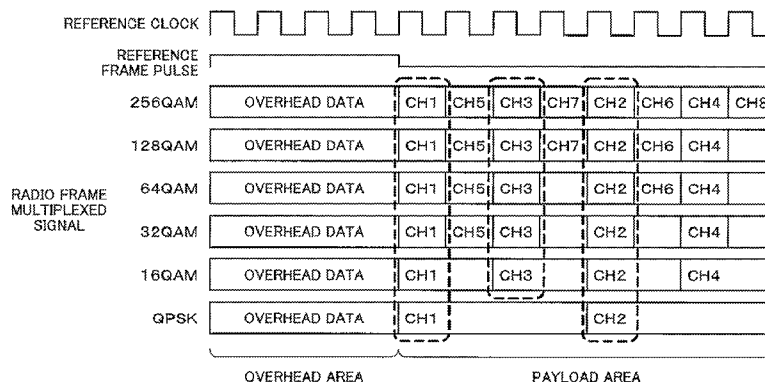 REFERENCE CLOCK
REFERENCE
FRAME PULSE
256QAM OVERHEAD DATA CH1 CH5 CH3 CH7 CH2 CH6 CH4 CH8
128QAM OVERHEAD DATA CH1 CH5 CH3 CH7 CH2 CH6 CH4
RADIO FRAME
MULTIPLEXED
SIGNAL
64QAM OVERHEAD DATA CH1 CH5 CH3 CH2 CH6 CH4
32QAM OVERHEAD DATA CH1 CH5 CH3 CH2 CH4
16QAM OVERHEAD DATA CH1 CH3 CH2 CH4
QPSK OVERHEAD DATA CH1 CH2
OVERHEAD AREA PAYLOAD AREA